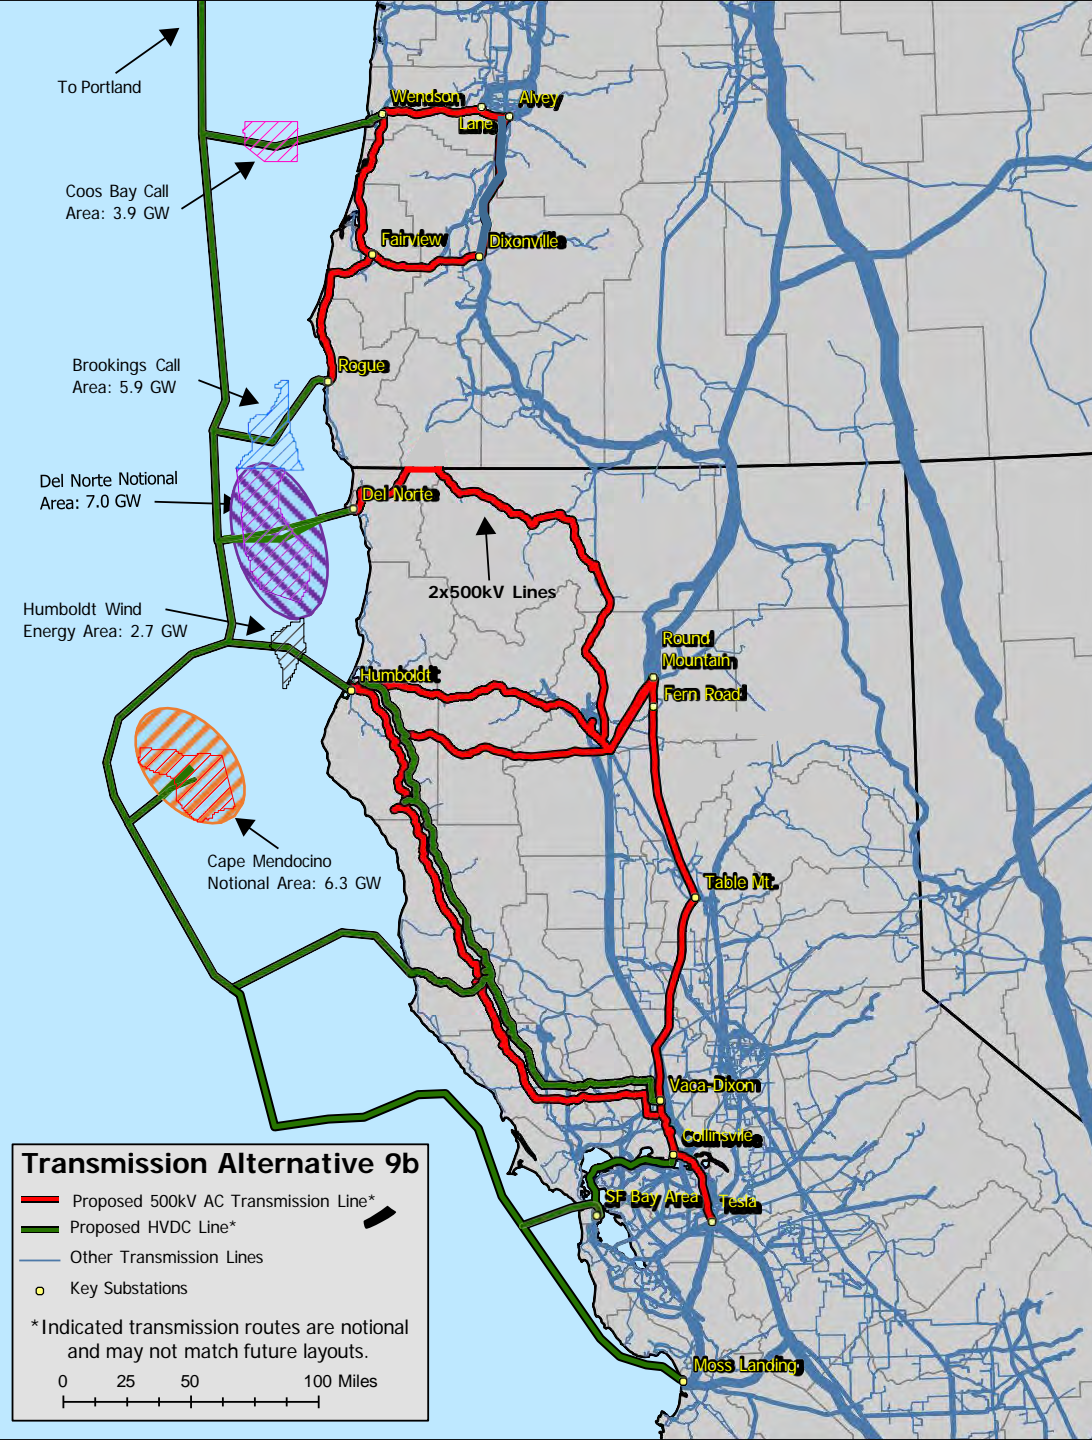 To Portland
Wendson
Alvey
Lane
Coos Bay Call
Area: 3.9 GW
Fairview
Dixonville
Brookings Call
Area: 5.9 GW
Rogue
Del Norte Notional
Area: 7.0 GW
Del Norte
2x500kV Lines
Humboldt Wind
Energy Area: 2.7 GW
Round
Mountain
Humboldt
Fern Road
Cape Mendocino
Notional Area: 6.3 GW
Table Mt.
Vaca-Dixon
Collinsvile
SF Bay Area
Tesla
Moss Landing
Transmission Alternative 9b
Proposed 500kV AC Transmission Line*
Proposed HVDC Line*
Other Transmission Lines
Key Substations
*Indicated transmission routes are notional
and may not match future layouts.
0 25 50 100 Miles